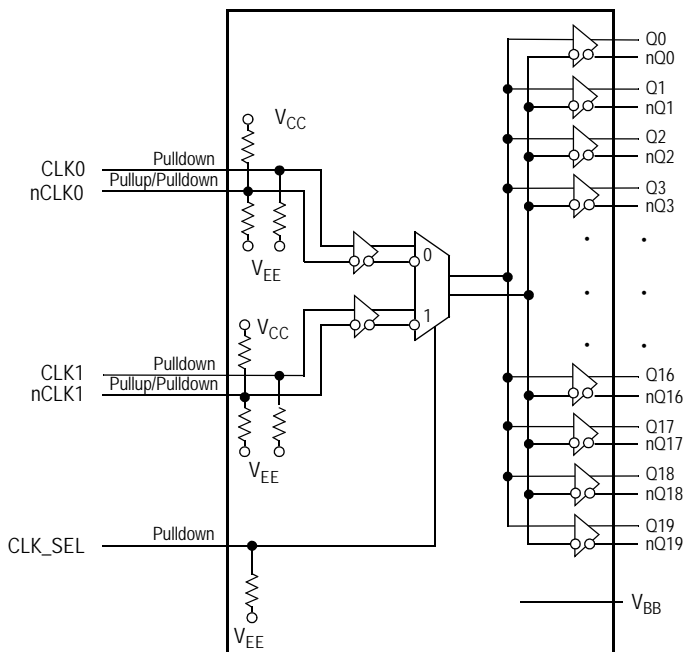 Q0
nQ0
Q1
nQ1
Q2
nQ2
Q3
nQ3
VCC
CLK0 Pulldown
nCLK0 Pullup/Pulldown
VEE
0
1
VCC
CLK1 Pulldown
nCLK1 Pullup/Pulldown
VEE
Q16
nQ16
Q17
nQ17
Q18
nQ18
Q19
nQ19
CLK_SEL Pulldown
VEE
VBB